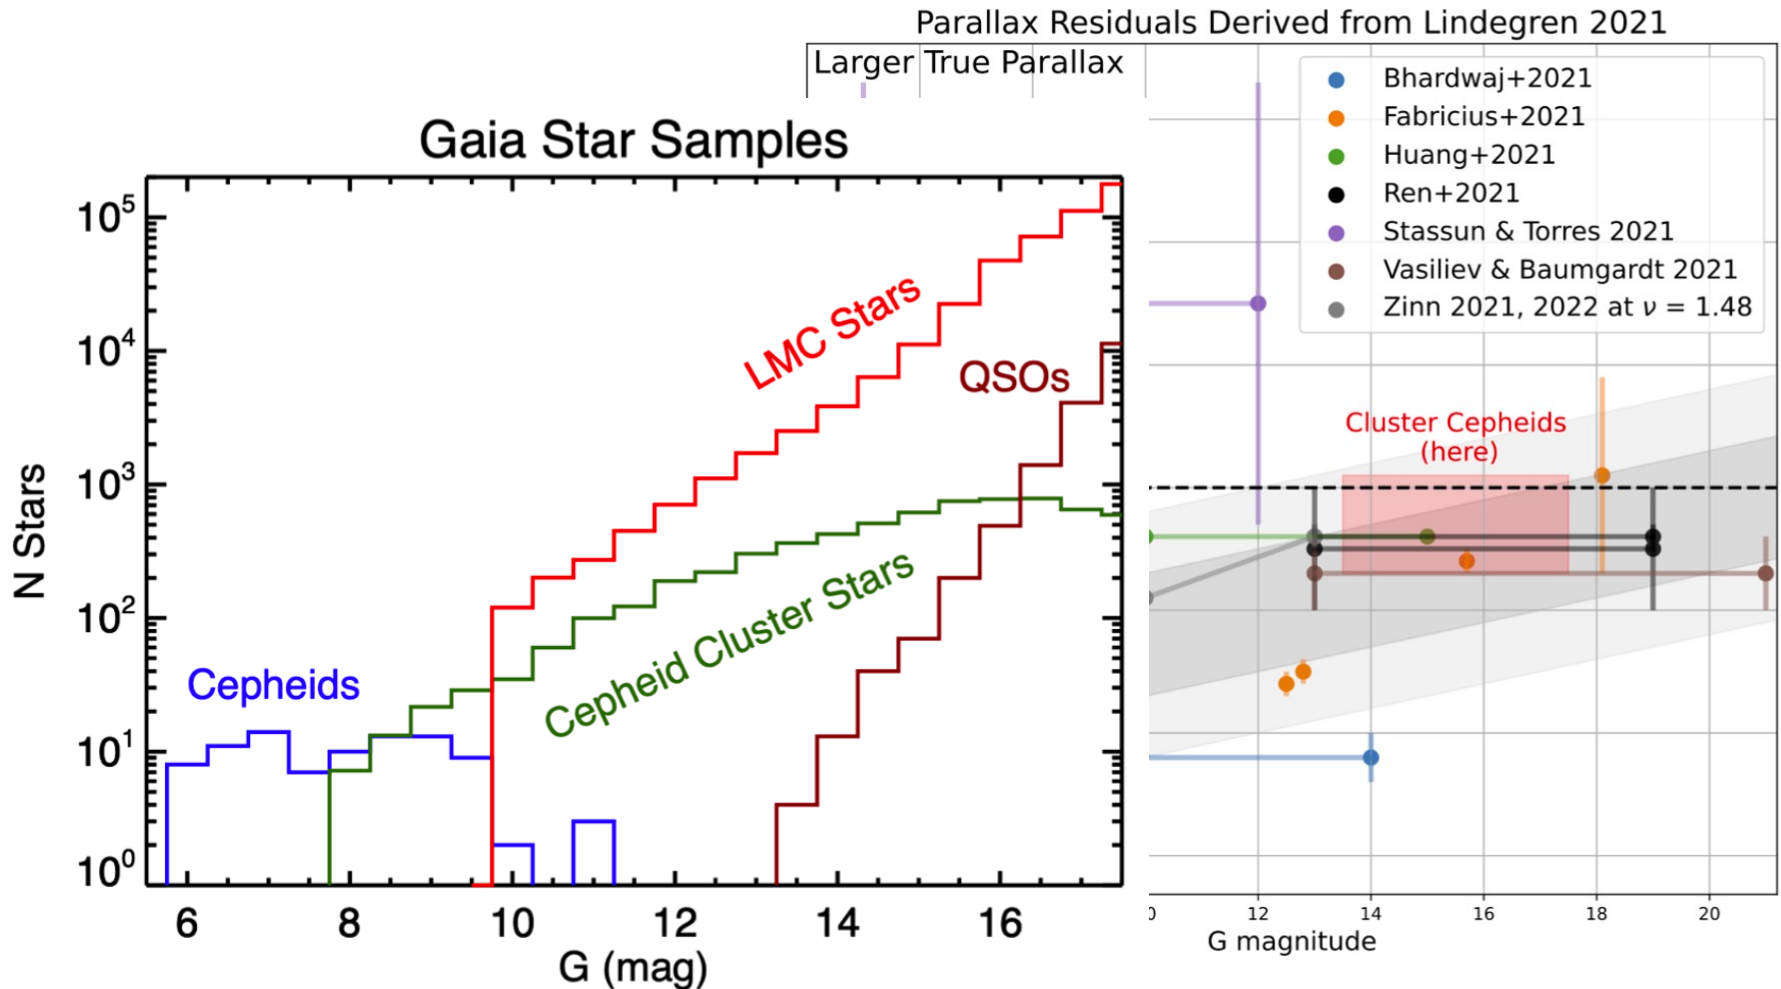 Parallax Residuals Derived from Lindegren 2021
Larger True Parallax
Gaia Star Samples
N Stars
10^5
10^4
10^3
10^2
10^1
10^0
LMC Stars
QSOs
Cepheid Cluster Stars
Cepheids
6 8 10 12 14 16
G (mag)
Bhardwaj+2021
Fabricius+2021
Huang+2021
Ren+2021
Stassun & Torres 2021
Vasiliev & Baumgardt 2021
Zinn 2021, 2022 at ν = 1.48
Cluster Cepheids
(here)
0 12 14 16 18 20
G magnitude